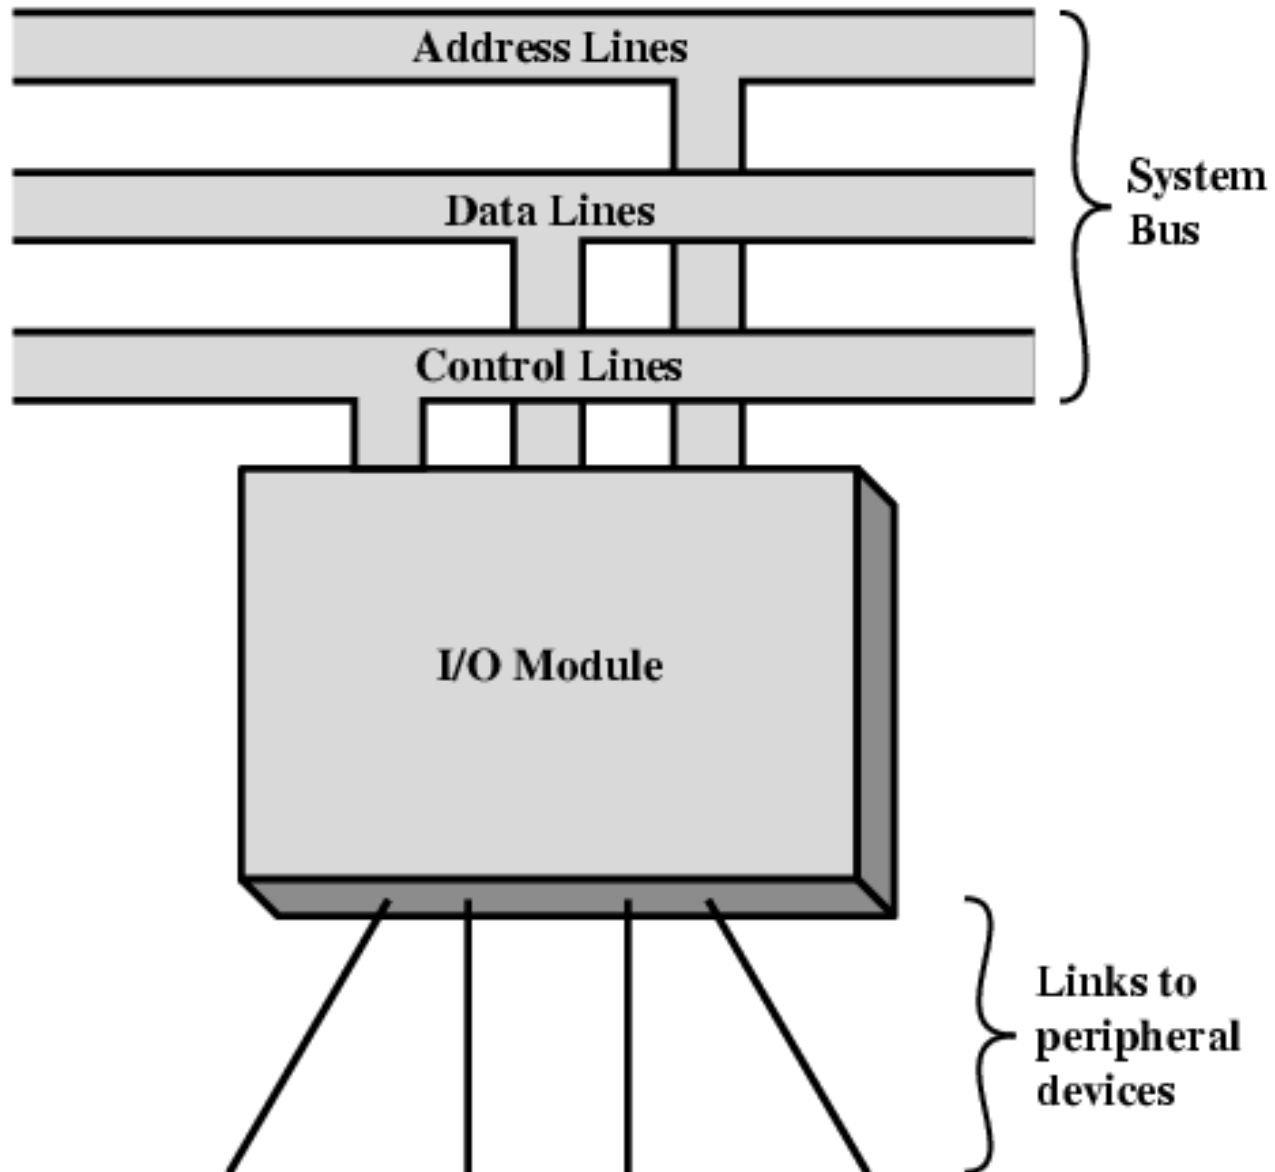 Address Lines
Data Lines
Control Lines
System
Bus
I/O Module
Links to
peripheral
devices